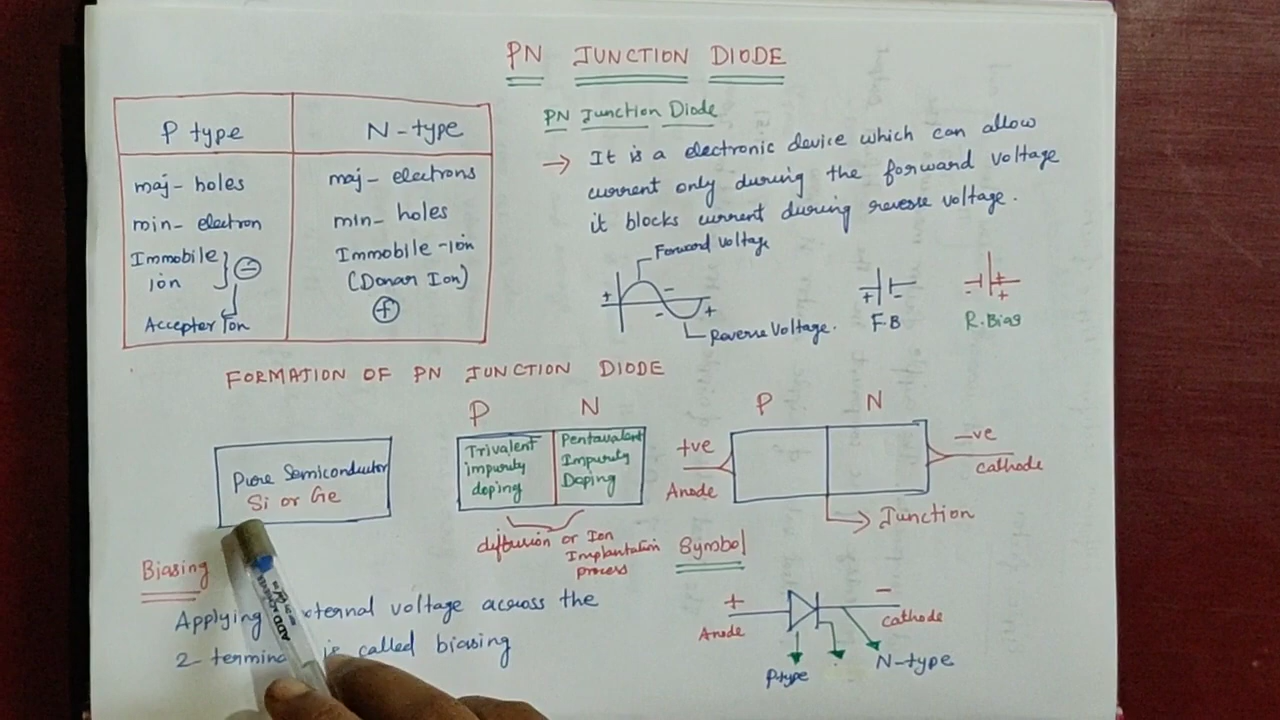 PN JUNCTION DIODE
P type
N-type
maj- holes
maj- electrons
min- electron
min- holes
Immobile
ion
-
Accepter Ion
Immobile -ion
(Donar Ion)
+
PN Junction Diode
→ It is a electronic device which can allow
current only during the forward voltage
it blocks current during reverse voltage.
Forward Voltage
+ -
- +
Reverse Voltage.
+ -
F.B
- +
+
R.Bias
FORMATION OF PN JUNCTION DIODE
Pure Semiconductor
Si or Ge
P N
Trivalent
impurity
doping
Pentavalent
Impurity
Doping
diffusion or Ion
Implantation
process
P N
+ve
Anode
-ve
cathode
Junction
Biasing
Applying external voltage across the
2 is called biasing
Symbol
+ -
Anode
cathode
P-type
N-type